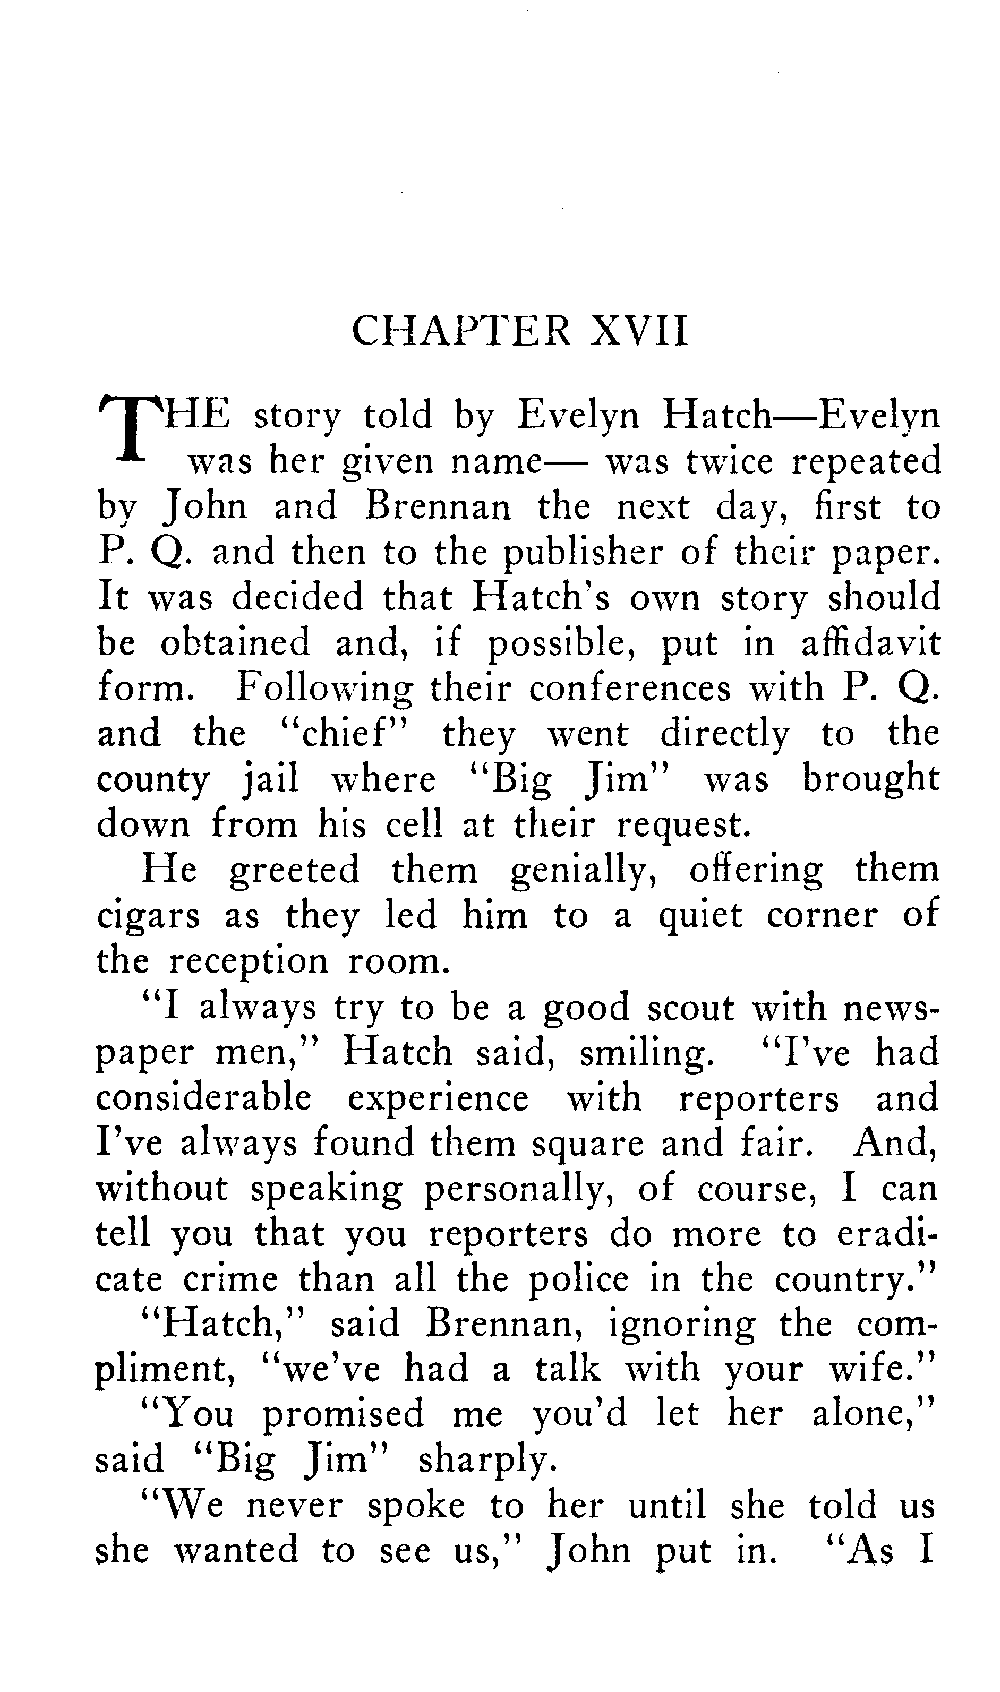 CHAPTER XVII
THE story told by Evelyn Hatch—Evelyn
was her given name— was twice repeated
by John and Brennan the next day, first to
P. Q. and then to the publisher of their paper.
It was decided that Hatch's own story should
be obtained and, if possible, put in affidavit
form. Following their conferences with P. Q.
and the "chief" they went directly to the
county jail where "Big Jim" was brought
down from his cell at their request.
He greeted them genially, offering them
cigars as they led him to a quiet corner of
the reception room.
"I always try to be a good scout with news-
paper men," Hatch said, smiling. "I've had
considerable experience with reporters and
I've always found them square and fair. And,
without speaking personally, of course, I can
tell you that you reporters do more to eradi-
cate crime than all the police in the country."
"Hatch," said Brennan, ignoring the com-
pliment, "we've had a talk with your wife."
"You promised me you'd let her alone,"
said "Big Jim" sharply.
"We never spoke to her until she told us
she wanted to see us," John put in. "As I